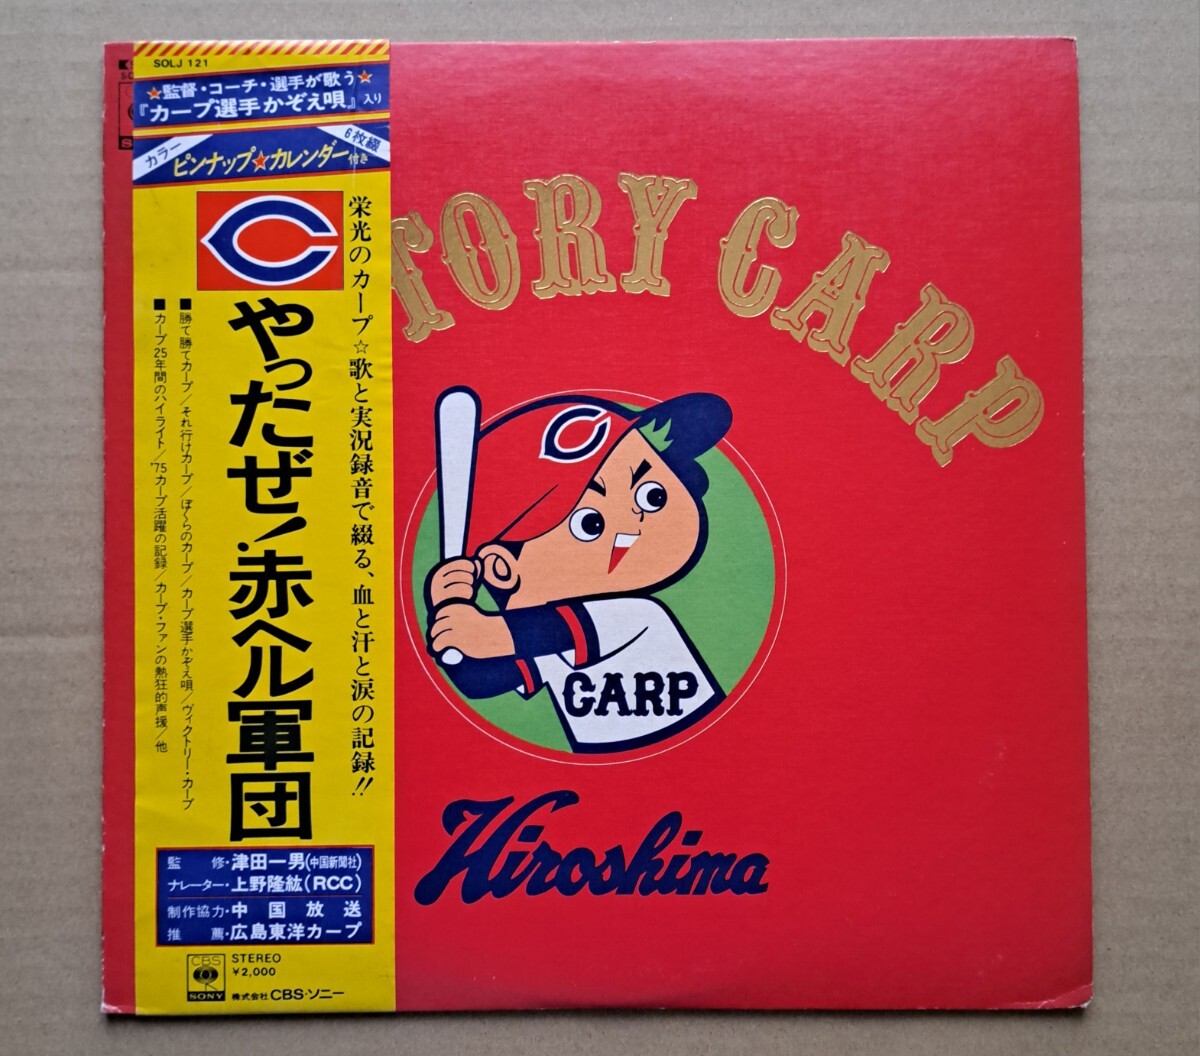 SOLJ 121
★監督・コーチ・選手が歌う★
『カープ選手かぞえ唄』入り
カラー
ピンナップ★カレンダー付き
6枚綴
栄光のカープ☆歌と実況録音で綴る、血と汗と涙の記録!!
やったぜ!赤ヘル軍団
■勝て勝てカープ/それ行けカープ/ぼくらのカープ/カープ選手かぞえ唄/ヴィクトリー・カープ
■カープ25年間のハイライト/'75カープ活躍の記録/カープ・ファンの熱狂的声援/他
監修・津田一男(中国新聞社)
ナレーター・上野隆紘(RCC)
制作協力・中国放送
推薦・広島東洋カープ
CBS
SONY
STEREO
¥2,000
株式会社CBS・ソニー
TORY CARP
C
CARP
Hiroshima